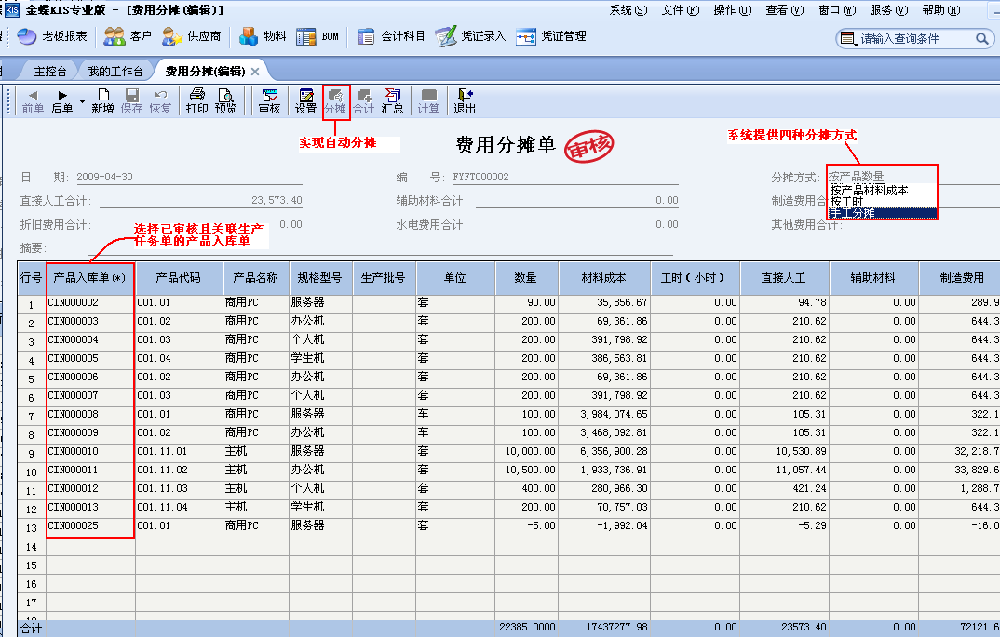 金蝶KIS专业版 - [费用分摊(编辑)]
系统(S) 文件(F) 操作(O) 查看(V) 窗口(W) 服务(V) 帮助(H)
老板报表 客户 供应商 物料 BOM 会计科目 凭证录入 凭证管理 请输入查询条件
主控台 我的工作台 费用分摊(编辑)
前单 后单 新增 保存 恢复 打印 预览 审核 设置 分摊 合计 汇总 计算 退出
实现自动分摊
费用分摊单
审核
系统提供四种分摊方式
日 期: 2009-04-30 编 号: FYFT000002 分摊方式: 按产品数量
按产品材料成本
按工时
手工分摊
直接人工合计: 23,573.40 辅助材料合计: 0.00 制造费用合
折旧费用合计: 0.00 水电费用合计: 0.00 其他费用合计:
选择已审核且关联生产
任务单的产品入库单
摘要:
行号 产品入库单(*) 产品代码 产品名称 规格型号 生产批号 单位 数量 材料成本 工时(小时) 直接人工 辅助材料 制造费用
1 CIN000002 001.01 商用PC 服务器 套 90.00 35,856.67 0.00 94.78 0.00 289.9
2 CIN000003 001.02 商用PC 办公机 套 200.00 69,361.86 0.00 210.62 0.00 644.3
3 CIN000004 001.03 商用PC 个人机 套 200.00 391,798.92 0.00 210.62 0.00 644.3
4 CIN000005 001.04 商用PC 学生机 套 200.00 386,563.81 0.00 210.62 0.00 644.3
5 CIN000006 001.02 商用PC 办公机 套 200.00 69,361.86 0.00 210.62 0.00 644.3
6 CIN000007 001.03 商用PC 个人机 套 200.00 391,798.92 0.00 210.62 0.00 644.3
7 CIN000008 001.01 商用PC 服务器 车 100.00 3,984,074.65 0.00 105.31 0.00 322.1
8 CIN000009 001.02 商用PC 办公机 车 100.00 3,468,092.81 0.00 105.31 0.00 322.1
9 CIN000010 001.11.01 主机 服务器 套 10,000.00 6,356,900.28 0.00 10,530.89 0.00 32,218.7
10 CIN000011 001.11.02 主机 办公机 套 10,500.00 1,933,736.91 0.00 11,057.44 0.00 33,829.6
11 CIN000012 001.11.03 主机 个人机 套 400.00 280,966.30 0.00 421.24 0.00 1,288.7
12 CIN000013 001.11.04 主机 学生机 套 200.00 70,757.03 0.00 210.62 0.00 644.3
13 CIN000025 001.01 商用PC 服务器 套 -5.00 -1,992.04 0.00 -5.29 0.00 -16.0
14
15
16
17
合计 22385.0000 17437277.98 0.00 23573.40 0.00 72121.6